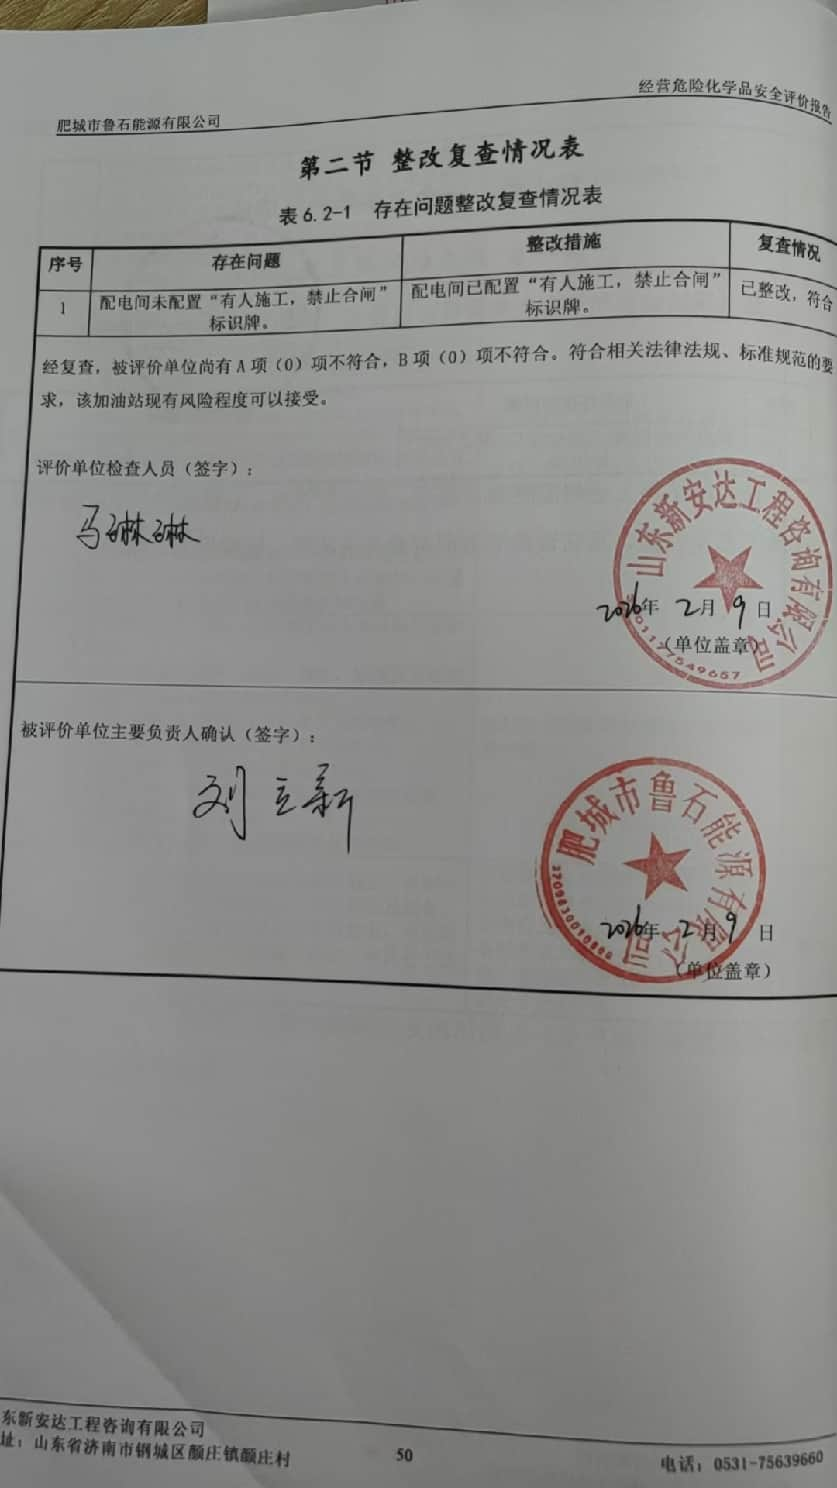 肥城市鲁石能源有限公司
经营危险化学品安全评价报告
第二节 整改复查情况表
表 6.2-1 存在问题整改复查情况表
序号 存在问题 整改措施 复查情况
1 配电间未配置“有人施工，禁止合闸”标识牌。 配电间已配置“有人施工，禁止合闸”标识牌。 已整改，符合
经复查，被评价单位尚有 A 项（0）项不符合，B 项（0）项不符合。符合相关法律法规、标准规范的要
求，该加油站现有风险程度可以接受。
评价单位检查人员（签字）：
马琳琳
山东新安达工程咨询有限公司
2026年 2月 9日
（单位盖章）
被评价单位主要负责人确认（签字）：
刘立新
肥城市鲁石能源有限公司
2026年 2月 9日
（单位盖章）
东新安达工程咨询有限公司
址：山东省济南市钢城区颜庄镇颜庄村
50
电话：0531-75639660